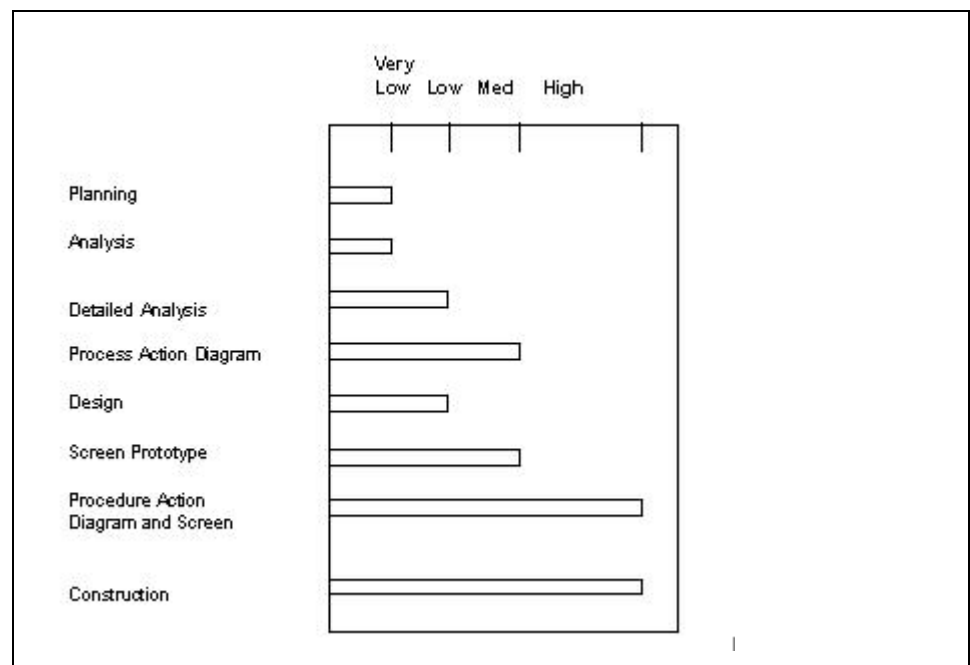 Very
Low Low Med High
Planning
Analysis
Detailed Analysis
Process Action Diagram
Design
Screen Prototype
Procedure Action
Diagram and Screen
Construction